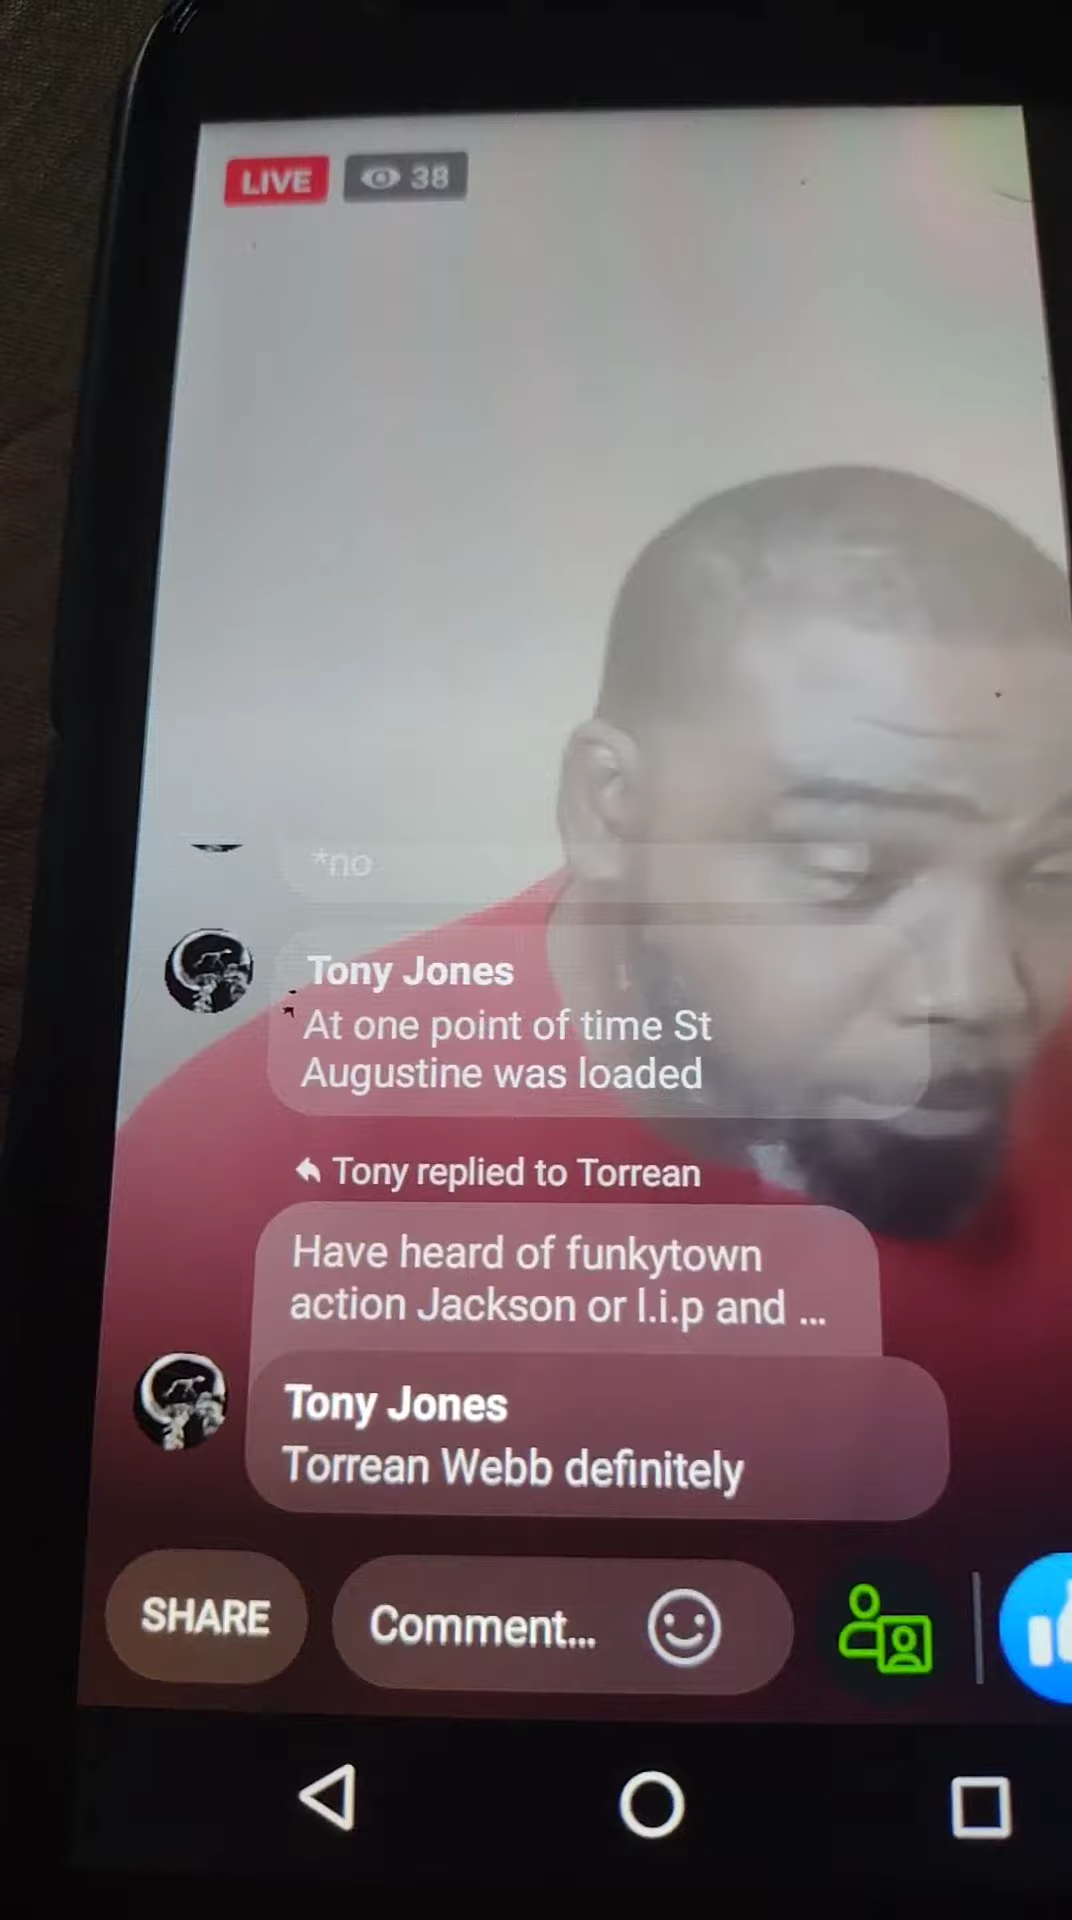 LIVE 38
*no
Tony Jones
At one point of time St
Augustine was loaded
Tony replied to Torrean
Have heard of funkytown
action Jackson or l.i.p and ...
Tony Jones
Torrean Webb definitely
SHARE Comment...